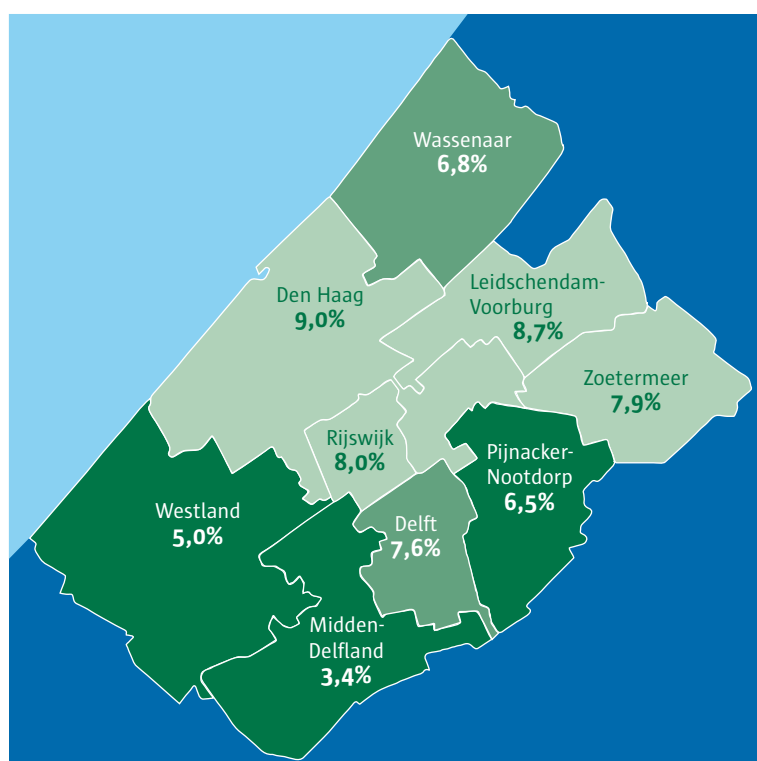 Wassenaar
6,8%
Den Haag
9,0%
Leidschendam-
Voorburg
8,7%
Zoetermeer
7,9%
Rijswijk
8,0%
Pijnacker-
Nootdorp
6,5%
Westland
5,0%
Delft
7,6%
Midden-
Delfland
3,4%